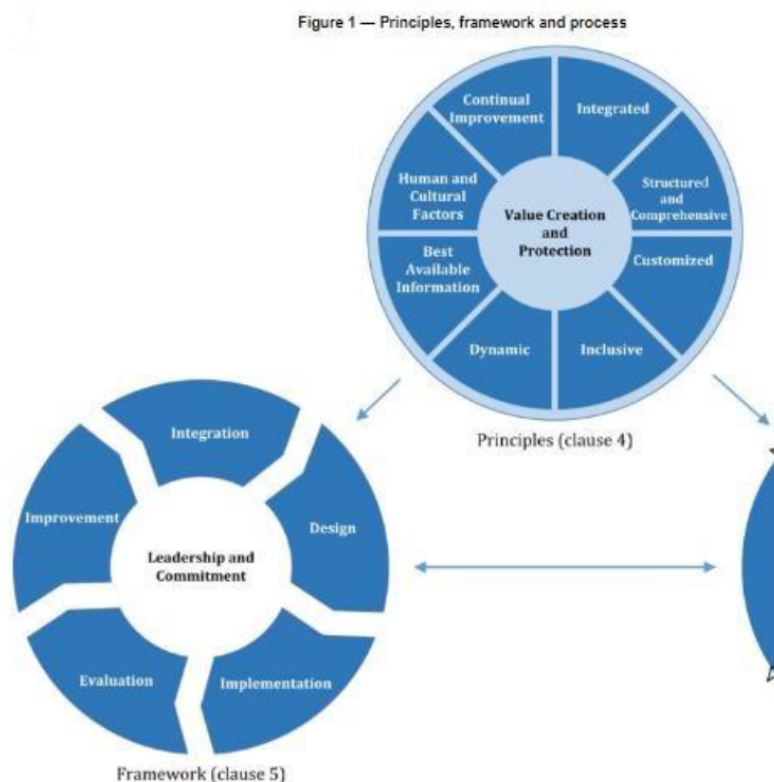 Figure 1 — Principles, framework and process
Continual
Improvement
Integrated
Human and
Cultural
Factors
Structured
and
Comprehensive
Value Creation
and
Protection
Best
Available
Information
Customized
Dynamic
Inclusive
Principles (clause 4)
Integration
Improvement
Design
Leadership and
Commitment
Evaluation
Implementation
Framework (clause 5)